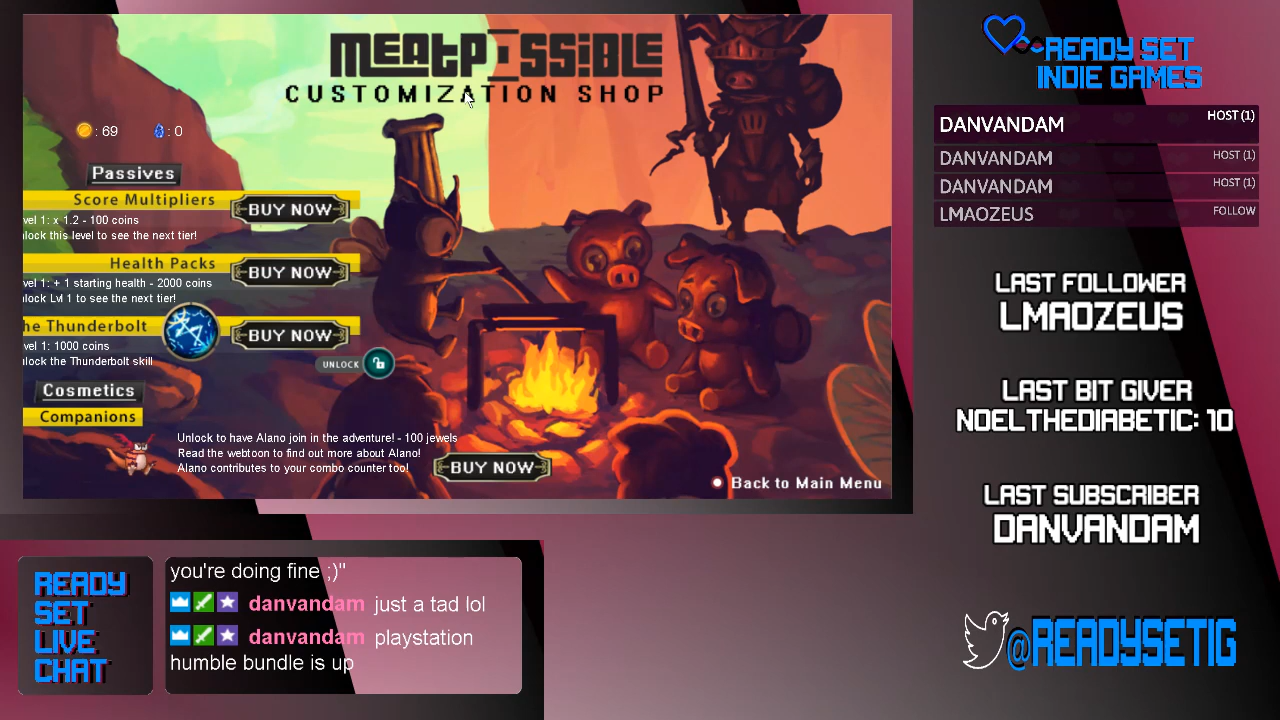 MEATPOSSIBLE
CUSTOMIZATION SHOP
: 69
: 0
Passives
Score Multipliers
BUY NOW
vel 1: x 1.2 - 100 coins
lock this level to see the next tier!
Health Packs
BUY NOW
vel 1: + 1 starting health - 2000 coins
lock Lvl 1 to see the next tier!
he Thunderbolt
BUY NOW
vel 1: 1000 coins
lock the Thunderbolt skill
UNLOCK
Cosmetics
Companions
Unlock to have Alano join in the adventure! - 100 jewels
Read the webtoon to find out more about Alano!
Alano contributes to your combo counter too!
BUY NOW
Back to Main Menu
READY SET
INDIE GAMES
DANVANDAM HOST (1)
DANVANDAM HOST (1)
DANVANDAM HOST (1)
LMAOZEUS FOLLOW
LAST FOLLOWER
LMAOZEUS
LAST BIT GIVER
NOELTHEDIABETIC: 10
LAST SUBSCRIBER
DANVANDAM
@READYSETIG
READY
SET
LIVE
CHAT
you're doing fine ;)"
danvandam just a tad lol
danvandam playstation
humble bundle is up